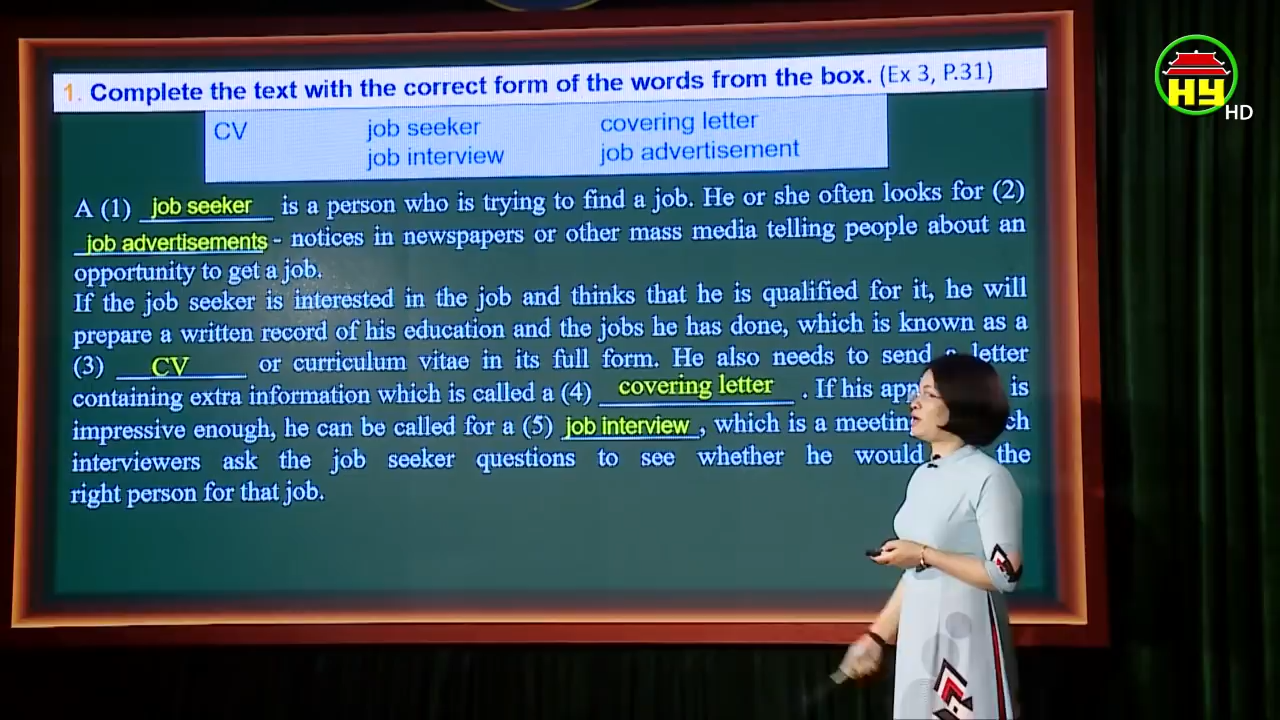 HY
HD
1. Complete the text with the correct form of the words from the box. (Ex 3, P.31)
CV job seeker covering letter
job interview job advertisement
A (1) job seeker is a person who is trying to find a job. He or she often looks for (2)
job advertisements - notices in newspapers or other mass media telling people about an
opportunity to get a job.
If the job seeker is interested in the job and thinks that he is qualified for it, he will
prepare a written record of his education and the jobs he has done, which is known as a
(3) CV or curriculum vitae in its full form. He also needs to send letter
containing extra information which is called a (4) covering letter . If his is
impressive enough, he can be called for a (5) job interview , which is a
interviewers ask the job seeker questions to see whether he would the
right person for that job.